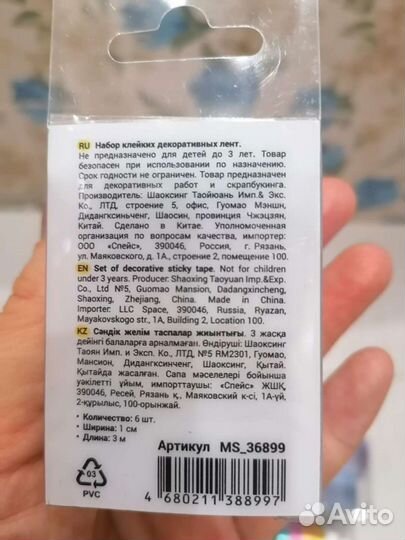 RU Набор клейких декоративных лент.
Не предназначено для детей до 3 лет. Товар
безопасен при использовании по назначению.
Срок годности не ограничен. Товар предназначен
для декоративных работ и скрапбукинга.
Производитель: Шаоксинг Таойюань Имп.& Экс.
Ко., ЛТД, строение 5, офис, Гуомао Мэншн,
Дидангксиньченг, Шаосин, провинция Чжэцзян,
Китай. Сделано в Китае. Уполномоченная
организация по вопросам качества, импортер:
ООО «Спейс», 390046, Россия, г. Рязань,
ул. Маяковского, д. 1А., строение 2, помещение 100.
EN Set of decorative sticky tape. Not for children
under 3 years. Producer: Shaoxing Taoyuan Imp.&Exp.
Co., Ltd №5, Guomao Mansion, Dadangxincheng,
Shaoxing, Zhejiang, China. Made in China.
Importer: LLC Space, 390046, Russia, Ryazan,
Mayakovskogo str., 1A, Building 2, Location 100.
KZ Сәндік желім таспалар жиынтығы. 3 жасқа
дейінгі балаларға арналмаған. Өндіруші: Шаоксинг
Таоян Имп. и Эксп. Ко., ЛТД, №5 RM2301, Гуомао,
Мансион, Дидангксинченг, Шаоксинг, Қытай.
Қытайда жасалған. Сапа мәселелері бойынша
уәкілетті ұйым, импорттаушы: «Спейс» ЖШҚ,
390046, Ресей, Рязань қ., Маяковский к-сі, 1А-үй,
2-құрылыс, 100-орынжай.
• Количество: 6 шт.
• Ширина: 1 см
• Длина: 3 м
Артикул MS_36899
03
PVC
4 680211 388997
Avito